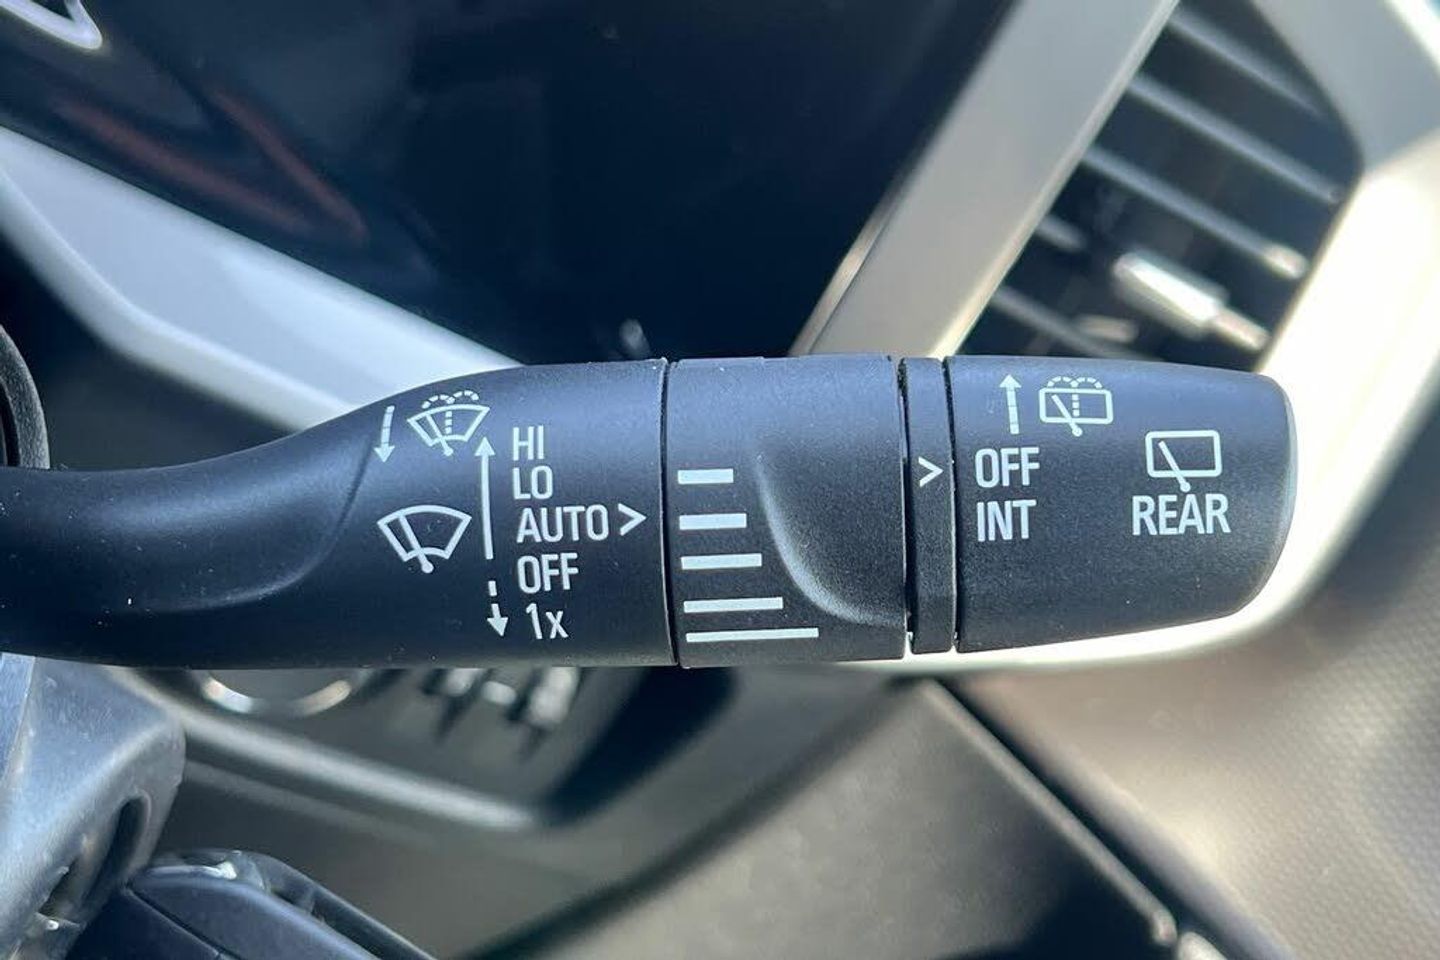 HI
LO
AUTO >
OFF
1x
>
OFF
INT
REAR